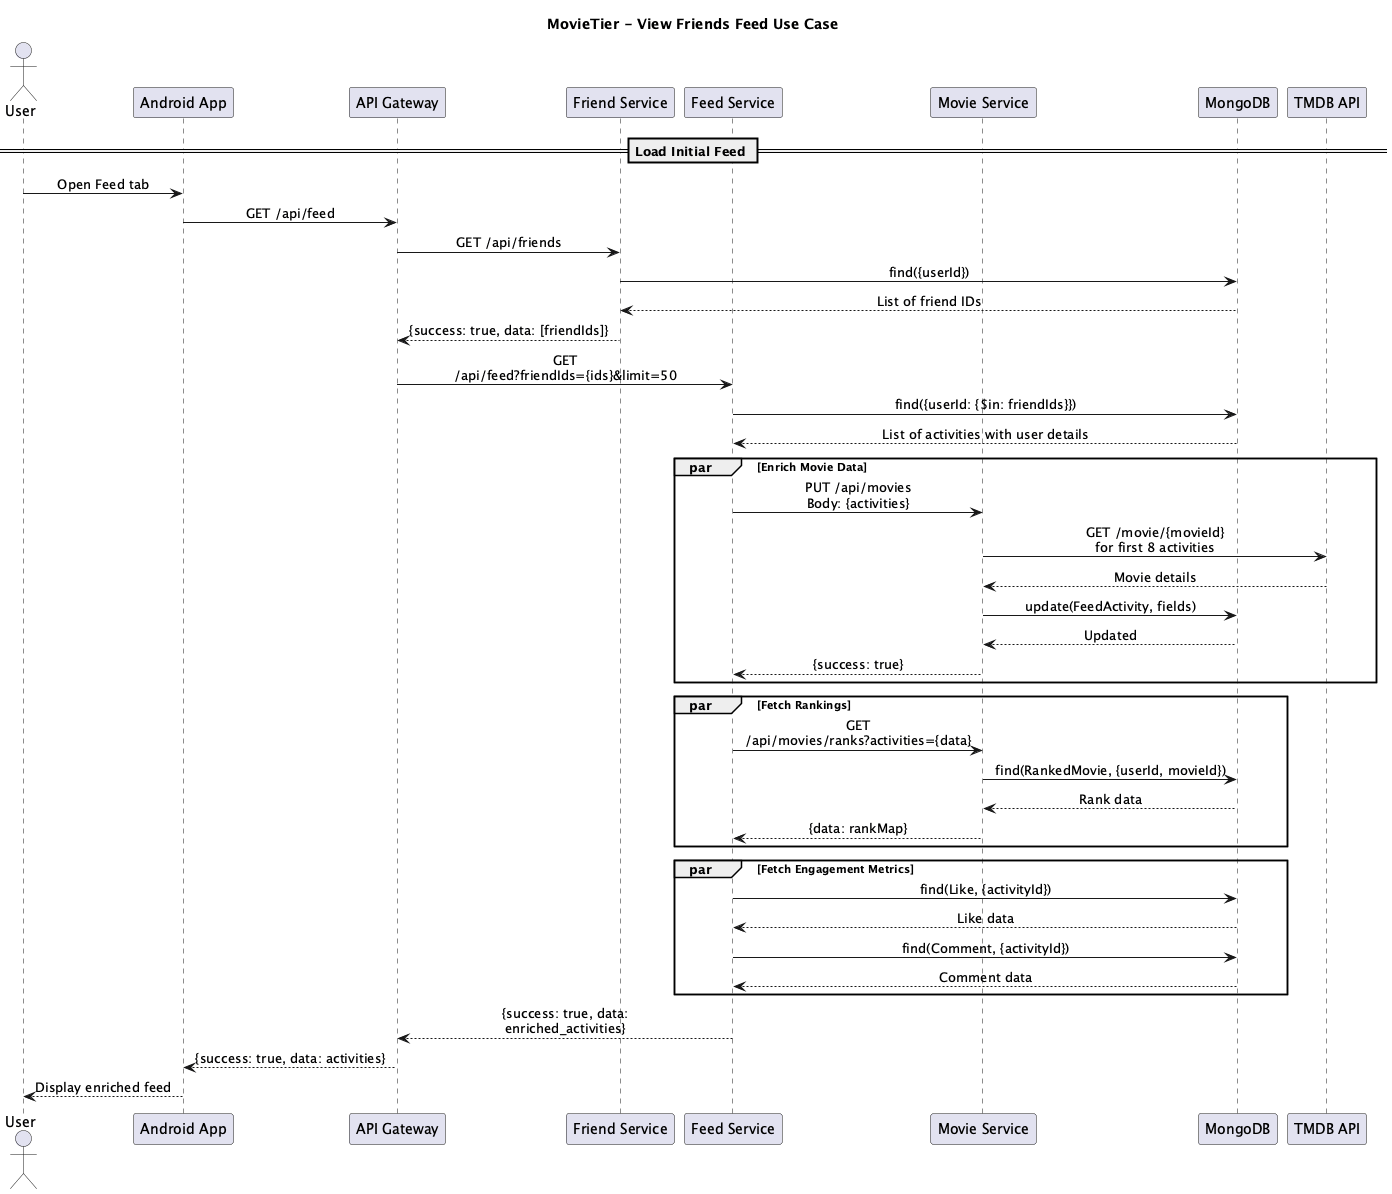 MovieTier - View Friends Feed Use Case
User
Android App
API Gateway
Friend Service
Feed Service
Movie Service
MongoDB
TMDB API
Load Initial Feed
Open Feed tab
GET /api/feed
GET /api/friends
find({userId})
List of friend IDs
{success: true, data: [friendIds]}
GET
/api/feed?friendIds={ids}&limit=50
find({userId: {$in: friendIds}})
List of activities with user details
par
[Enrich Movie Data]
PUT /api/movies
Body: {activities}
GET /movie/{movieId}
for first 8 activities
Movie details
update(FeedActivity, fields)
Updated
{success: true}
par
[Fetch Rankings]
GET
/api/movies/ranks?activities={data}
find(RankedMovie, {userId, movieId})
Rank data
{data: rankMap}
par
[Fetch Engagement Metrics]
find(Like, {activityId})
Like data
find(Comment, {activityId})
Comment data
{success: true, data:
enriched_activities}
{success: true, data: activities}
Display enriched feed
User
Android App
API Gateway
Friend Service
Feed Service
Movie Service
MongoDB
TMDB API